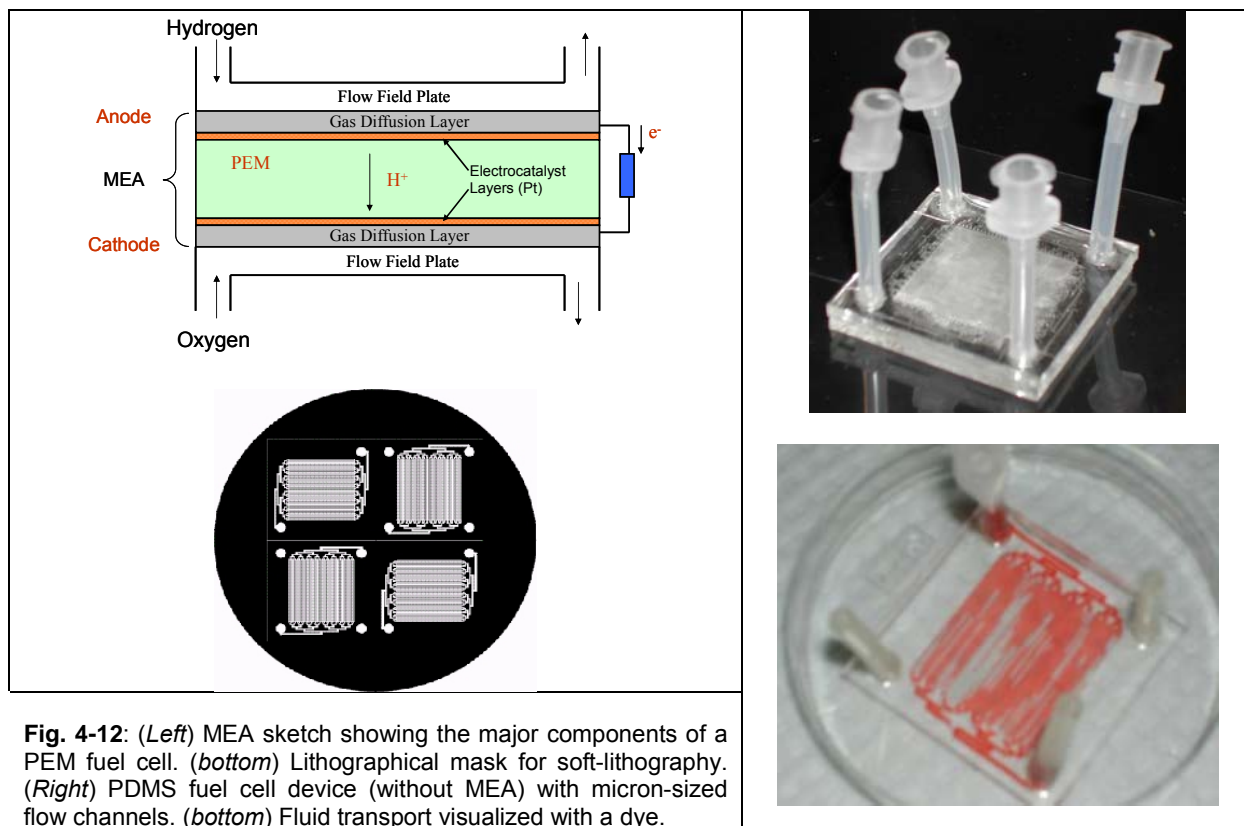 Hydrogen
Flow Field Plate
Anode
Gas Diffusion Layer
e-
PEM
MEA
H+
Electrocatalyst
Layers (Pt)
Cathode
Gas Diffusion Layer
Flow Field Plate
Oxygen
Fig. 4-12: (Left) MEA sketch showing the major components of a
PEM fuel cell. (bottom) Lithographical mask for soft-lithography.
(Right) PDMS fuel cell device (without MEA) with micron-sized
flow channels. (bottom) Fluid transport visualized with a dye.